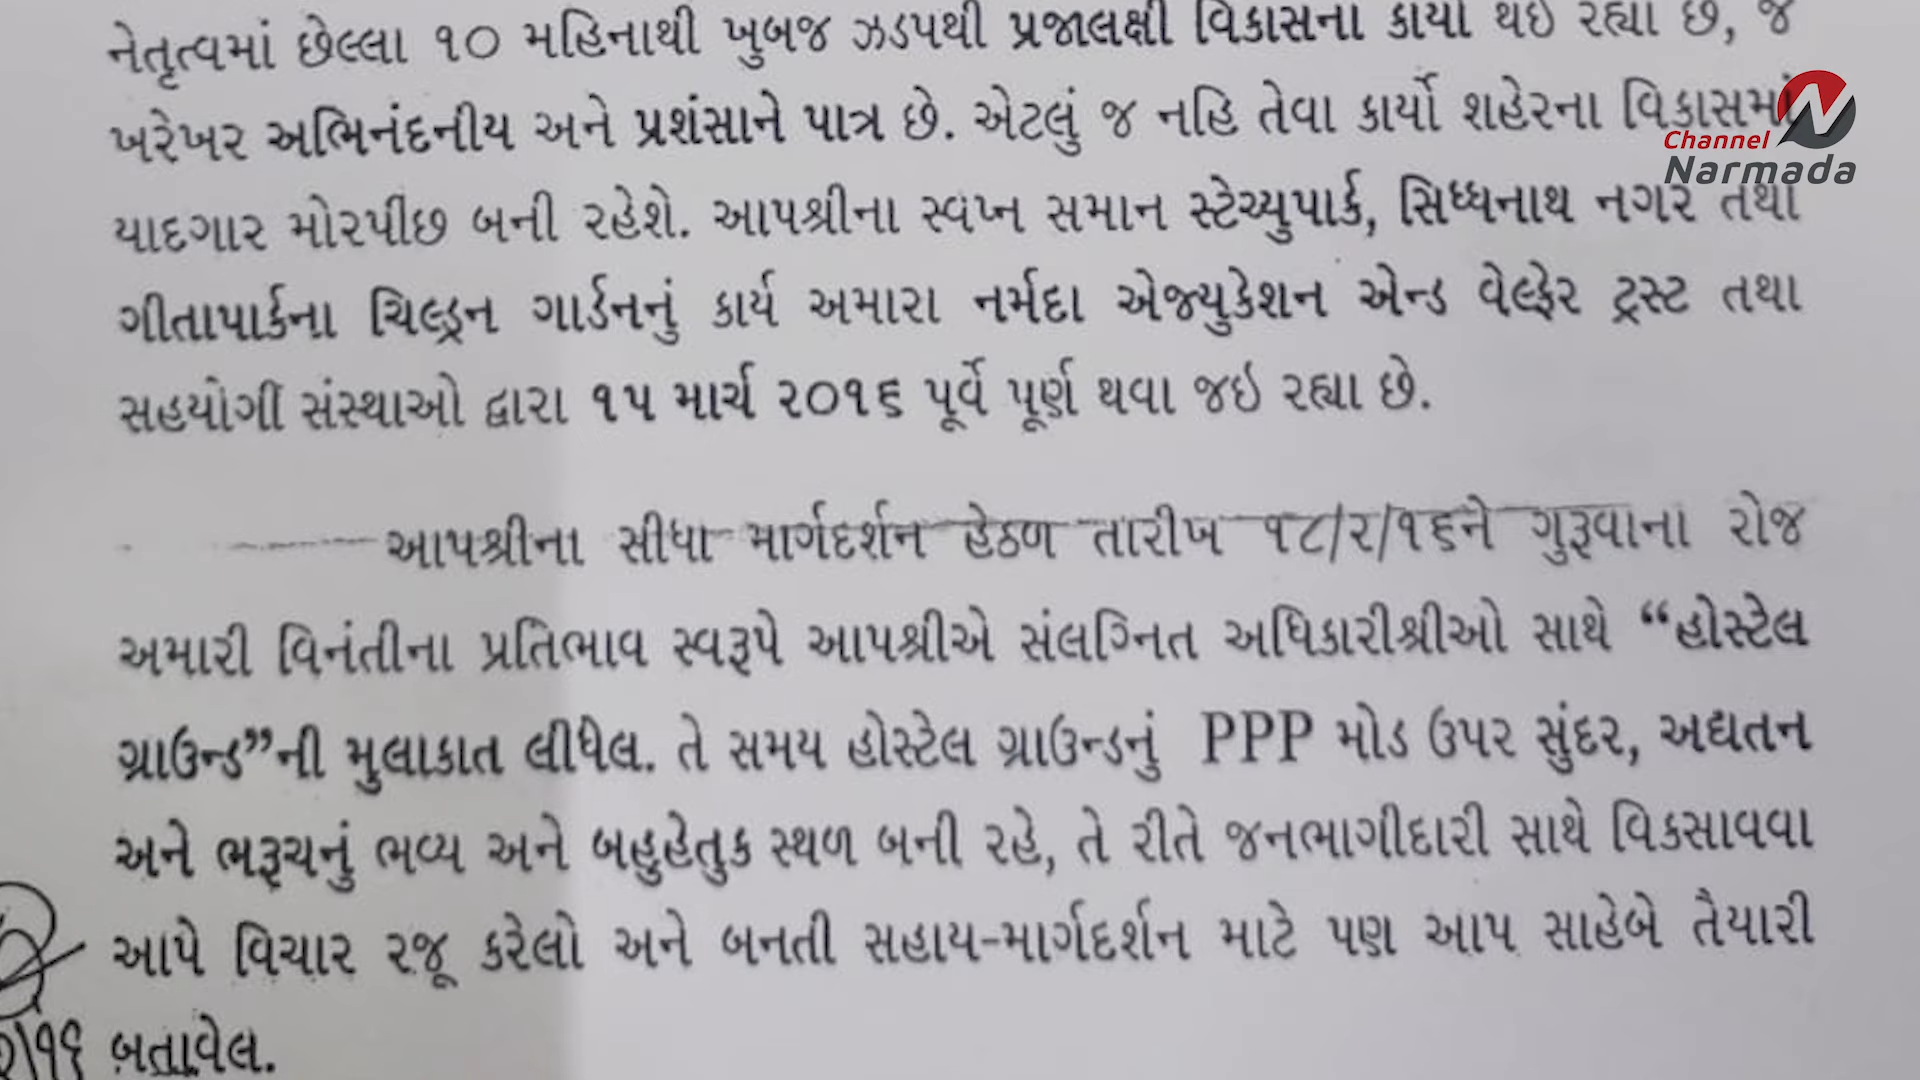 નેતૃત્વમાં છેલ્લા ૧૦ મહિનાથી ખુબજ ઝડપથી પ્રજાલક્ષી વિકાસના કાર્યો થઇ રહ્યા છે, જે
ખરેખર અભિનંદનીય અને પ્રશંસાને પાત્ર છે. એટલું જ નહિ તેવા કાર્યો શહેરના વિકાસમાં
Channel
Narmada
યાદગાર મોરપીંછ બની રહેશે. આપશ્રીના સ્વપ્ન સમાન સ્ટેચ્યુપાર્ક, સિધ્ધનાથ નગર તથા
ગીતાપાર્કના ચિલ્ડ્રન ગાર્ડનનું કાર્ય અમારા નર્મદા એજ્યુકેશન એન્ડ વેલ્ફેર ટ્રસ્ટ તથા
સહયોગી સંસ્થાઓ દ્વારા ૧૫ માર્ચ ૨૦૧૬ પૂર્વે પૂર્ણ થવા જઇ રહ્યા છે.
આપશ્રીના સીધા માર્ગદર્શન હેઠળ તારીખ ૧૮/૨/૧૬ને ગુરૂવાના રોજ
અમારી વિનંતીના પ્રતિભાવ સ્વરૂપે આપશ્રીએ સંલગ્નિત અધિકારીશ્રીઓ સાથે “હોસ્ટેલ
ગ્રાઉન્ડ”ની મુલાકાત લીધેલ. તે સમય હોસ્ટેલ ગ્રાઉન્ડનું PPP મોડ ઉપર સુંદર, અદ્યતન
અને ભરૂચનું ભવ્ય અને બહુહેતુક સ્થળ બની રહે, તે રીતે જનભાગીદારી સાથે વિકસાવવા
આપે વિચાર રજૂ કરેલો અને બનતી સહાય-માર્ગદર્શન માટે પણ આપ સાહેબે તૈયારી
બતાવેલ.